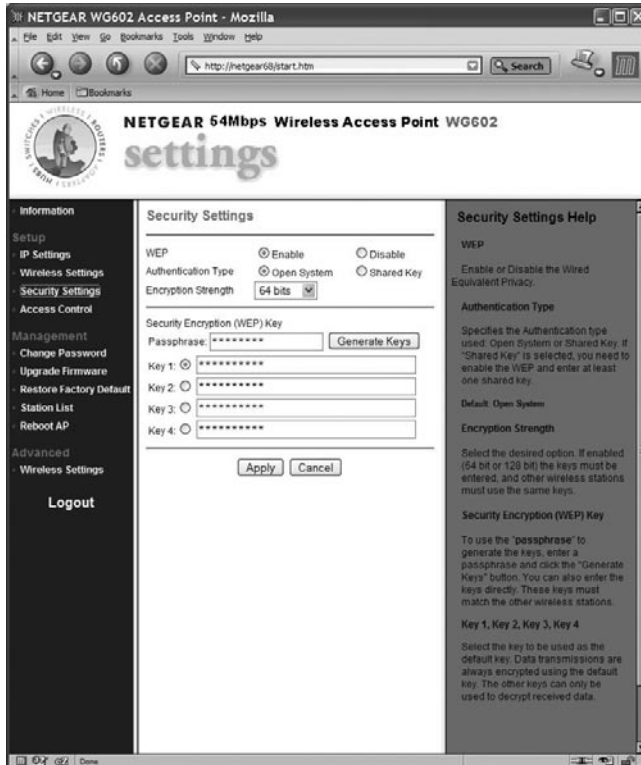 NETGEAR WG602 Access Point - Mozilla
File Edit View Go Bookmarks Tools Window Help
http://netgear68/start.htm
Search
Home Bookmarks
SWITCHES WIRELESS ROUTERS ADAPTERS HUBS
NETGEAR 54Mbps Wireless Access Point WG602
settings
Information
Setup
IP Settings
Wireless Settings
Security Settings
Access Control
Management
Change Password
Upgrade Firmware
Restore Factory Default
Station List
Reboot AP
Advanced
Wireless Settings
Logout
Security Settings
WEP Enable Disable
Authentication Type Open System Shared Key
Encryption Strength 64 bits
Security Encryption (WEP) Key
Passphrase: ********* Generate Keys
Key 1: **********
Key 2: **********
Key 3: **********
Key 4: **********
Apply Cancel
Security Settings Help
WEP
Enable or Disable the Wired
Equivalent Privacy.
Authentication Type
Specifies the Authentication type
used: Open System or Shared Key. If
"Shared Key" is selected, you need to
enable the WEP and enter at least
one shared key.
Default: Open System
Encryption Strength
Select the desired option. If enabled
(64 bit or 128 bit) the keys must be
entered, and other wireless stations
must use the same keys.
Security Encryption (WEP) Key
To use the "passphrase" to
generate the keys, enter a
passphrase and click the "Generate
Keys" button. You can also enter the
keys directly. These keys must
match the other wireless stations.
Key 1, Key 2, Key 3, Key 4
Select the key to be used as the
default key. Data transmissions are
always encrypted using the default
key. The other keys can only be
used to decrypt received data.
Done